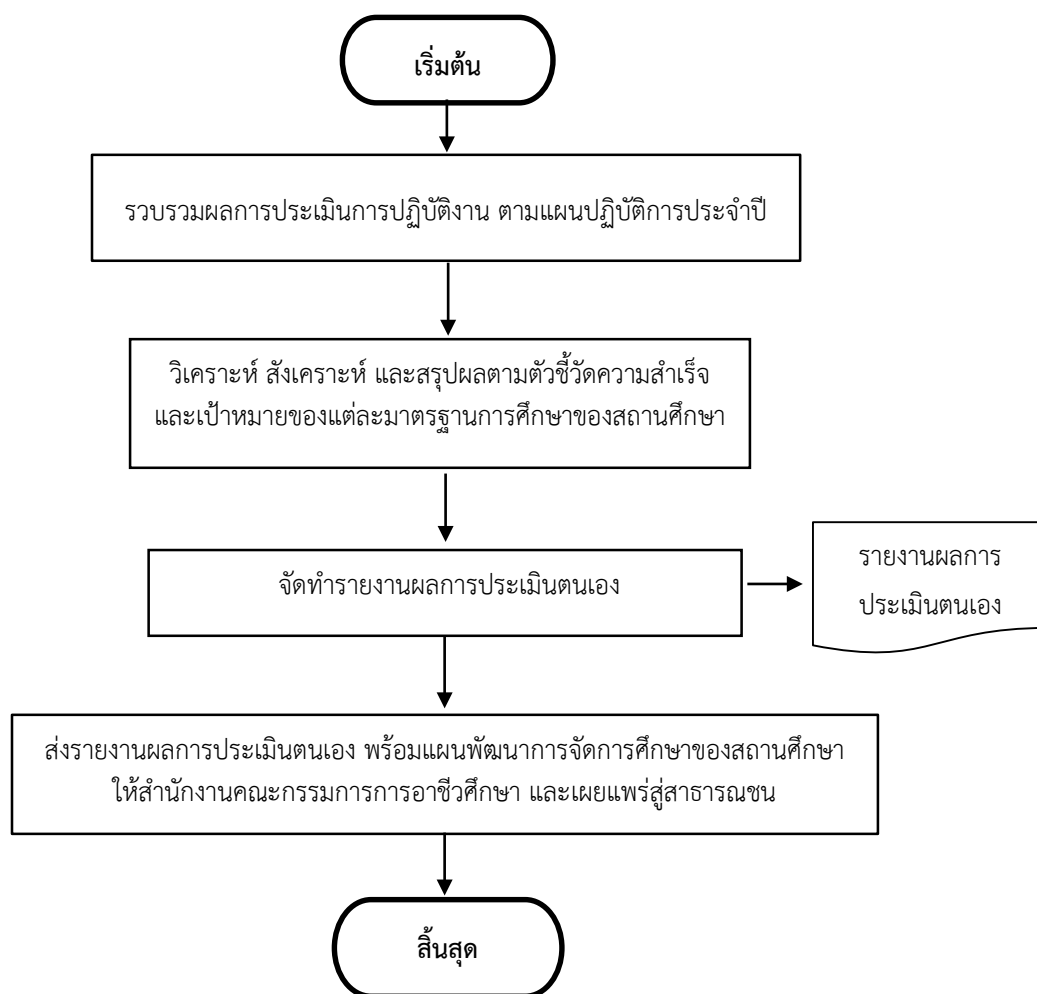 เริ่มต้น
รวบรวมผลการประเมินการปฏิบัติงาน ตามแผนปฏิบัติการประจำปี
วิเคราะห์ สังเคราะห์ และสรุปผลตามตัวชี้วัดความสำเร็จ
และเป้าหมายของแต่ละมาตรฐานการศึกษาของสถานศึกษา
จัดทำรายงานผลการประเมินตนเอง
รายงานผลการ
ประเมินตนเอง
ส่งรายงานผลการประเมินตนเอง พร้อมแผนพัฒนาการจัดการศึกษาของสถานศึกษา
ให้สำนักงานคณะกรรมการการอาชีวศึกษา และเผยแพร่สู่สาธารณชน
สิ้นสุด